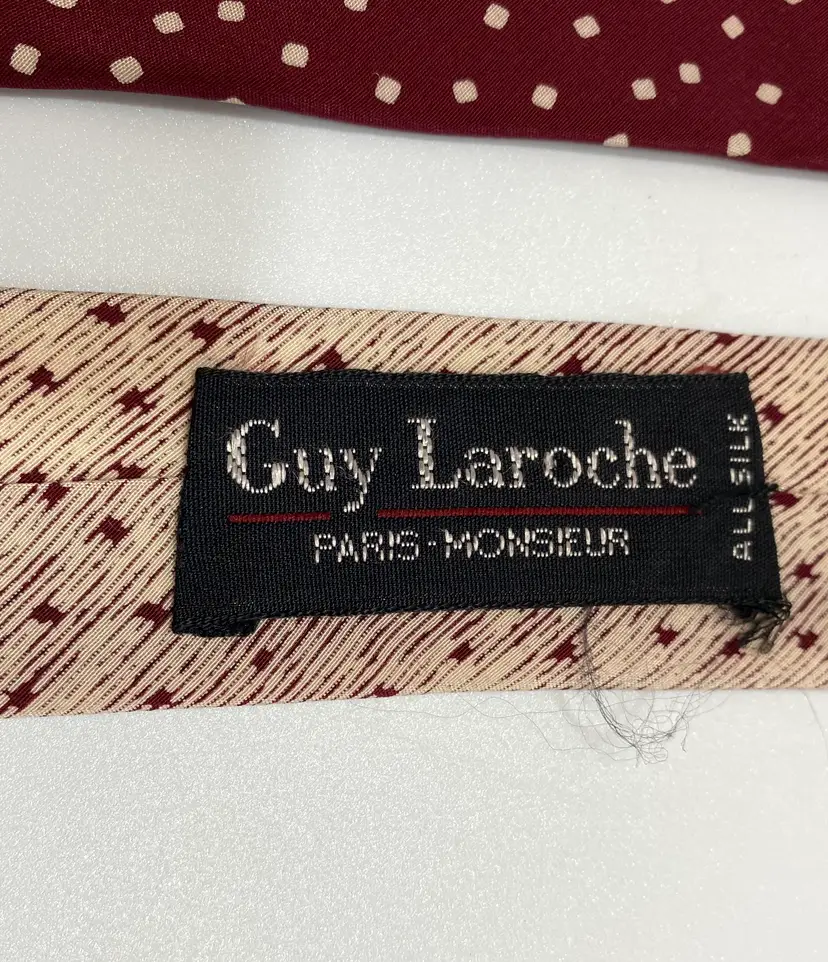 Guy Laroche
PARIS-MONSIEUR
ALL SILK